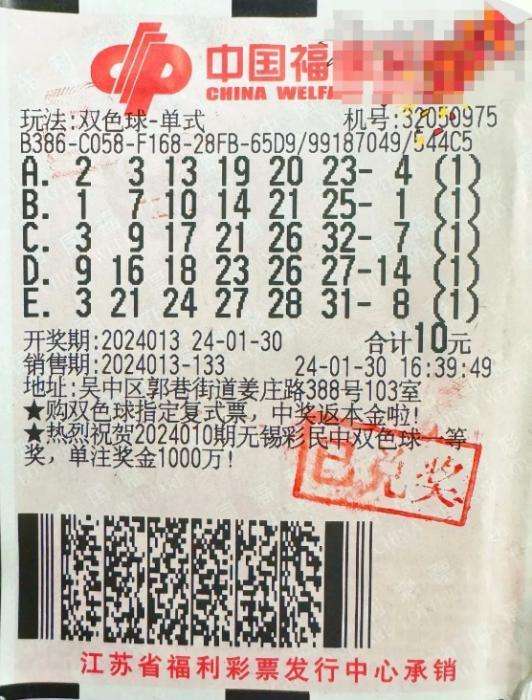 中国福
CHINA WELFA
玩法:双色球-单式 机号:32050975
B386-C058-F168-28FB-65D9/99187049/544C5
A. 2 3 13 19 20 23- 4 (1)
B. 1 7 10 14 21 25- 1 (1)
C. 3 9 17 21 26 32- 7 (1)
D. 9 16 18 23 26 27-14 (1)
E. 3 21 24 27 28 31- 8 (1)
开奖期:2024013 24-01-30 合计10元
销售期:2024013-133 24-01-30 16:39:49
地址:吴中区郭巷街道姜庄路388号103室
★购双色球指定复式票,中奖返本金啦!
★热烈祝贺2024010期无锡彩民中双色球一等
奖,单注奖金1000万!
已兑奖
江苏省福利彩票发行中心承销